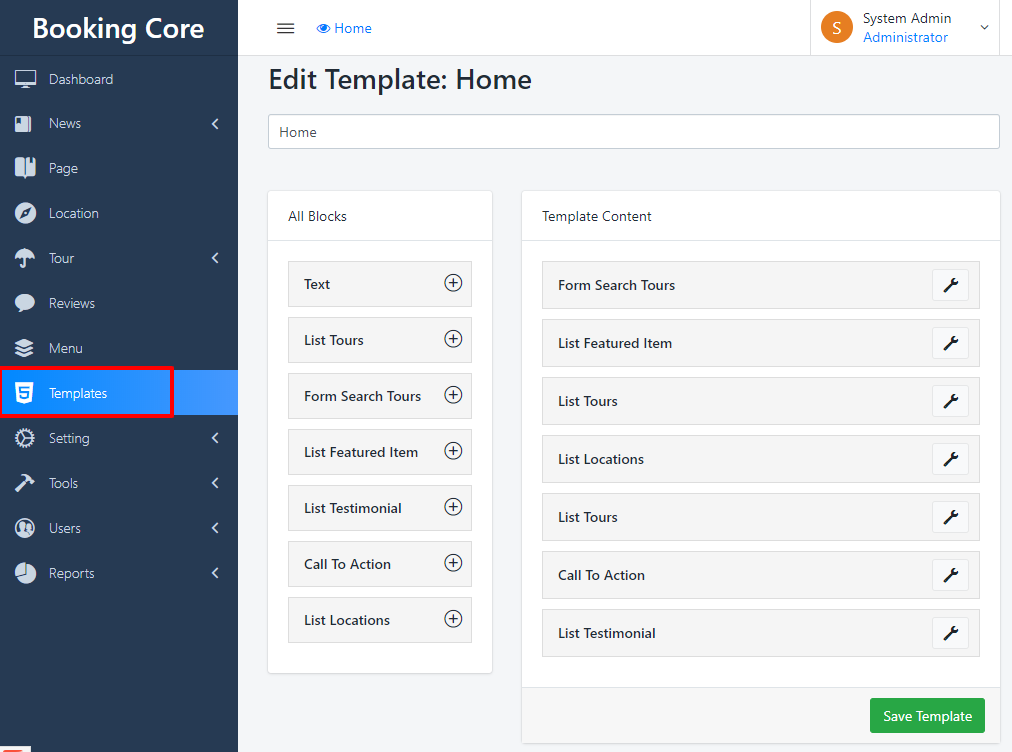 Booking Core
Home
S
System Admin
Administrator
Dashboard
News
Page
Location
Tour
Reviews
Menu
Templates
Setting
Tools
Users
Reports
Edit Template: Home
Home
All Blocks
Text
List Tours
Form Search Tours
List Featured Item
List Testimonial
Call To Action
List Locations
Template Content
Form Search Tours
List Featured Item
List Tours
List Locations
List Tours
Call To Action
List Testimonial
Save Template